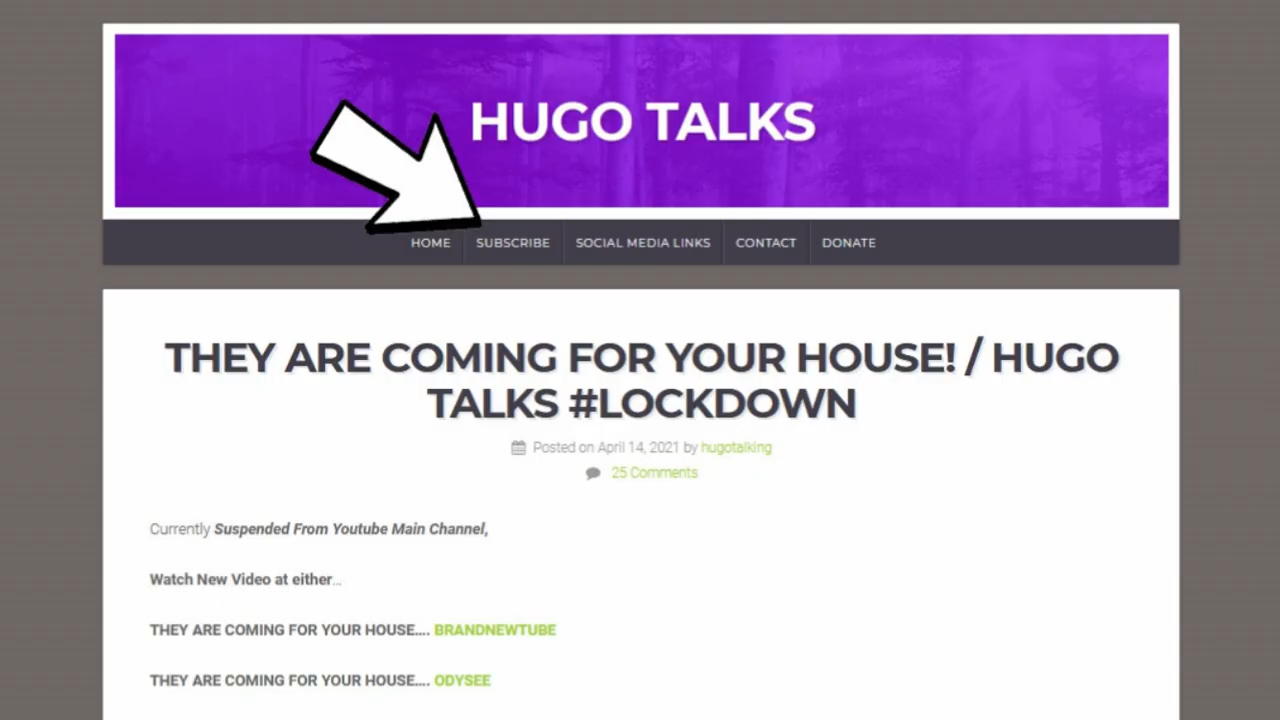 HUGO TALKS
HOME SUBSCRIBE SOCIAL MEDIA LINKS CONTACT DONATE
THEY ARE COMING FOR YOUR HOUSE! / HUGO
TALKS #LOCKDOWN
Posted on April 14, 2021 by hugotalking
25 Comments
Currently Suspended From Youtube Main Channel,
Watch New Video at either...
THEY ARE COMING FOR YOUR HOUSE.... BRANDNEWTUBE
THEY ARE COMING FOR YOUR HOUSE.... ODYSEE